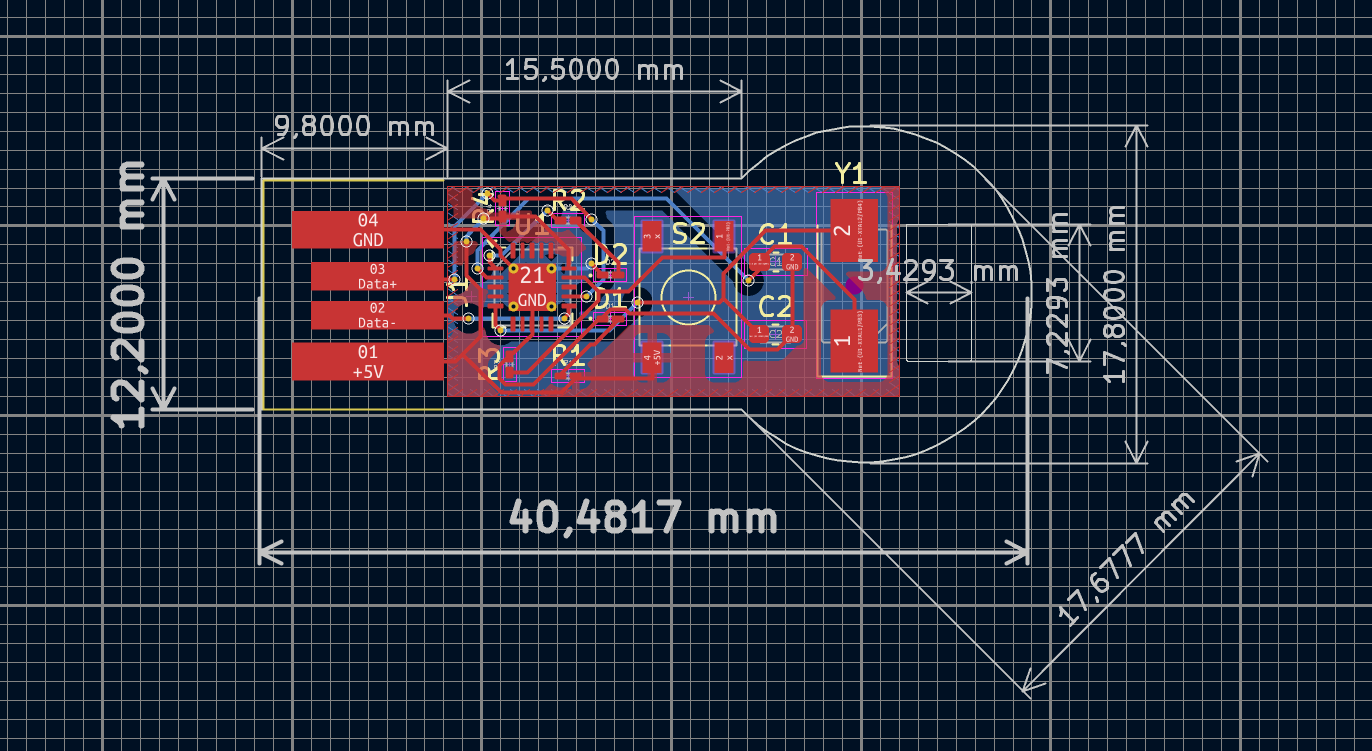 15,5000 mm
9,8000 mm
12,2000 mm
Y1
04
GND
03
Data+
02
Data-
01
+5V
R4
R2
U1
D2
21
GND
D1
J1
R3
R1
3
x
1
S2
C1
1
2
GND
C1
C2
1
2
GND
C2
4
+5V
2
x
2
1
3,4293 mm
7,2293 mm
17,8000 mm
40,4817 mm
17,6777 mm